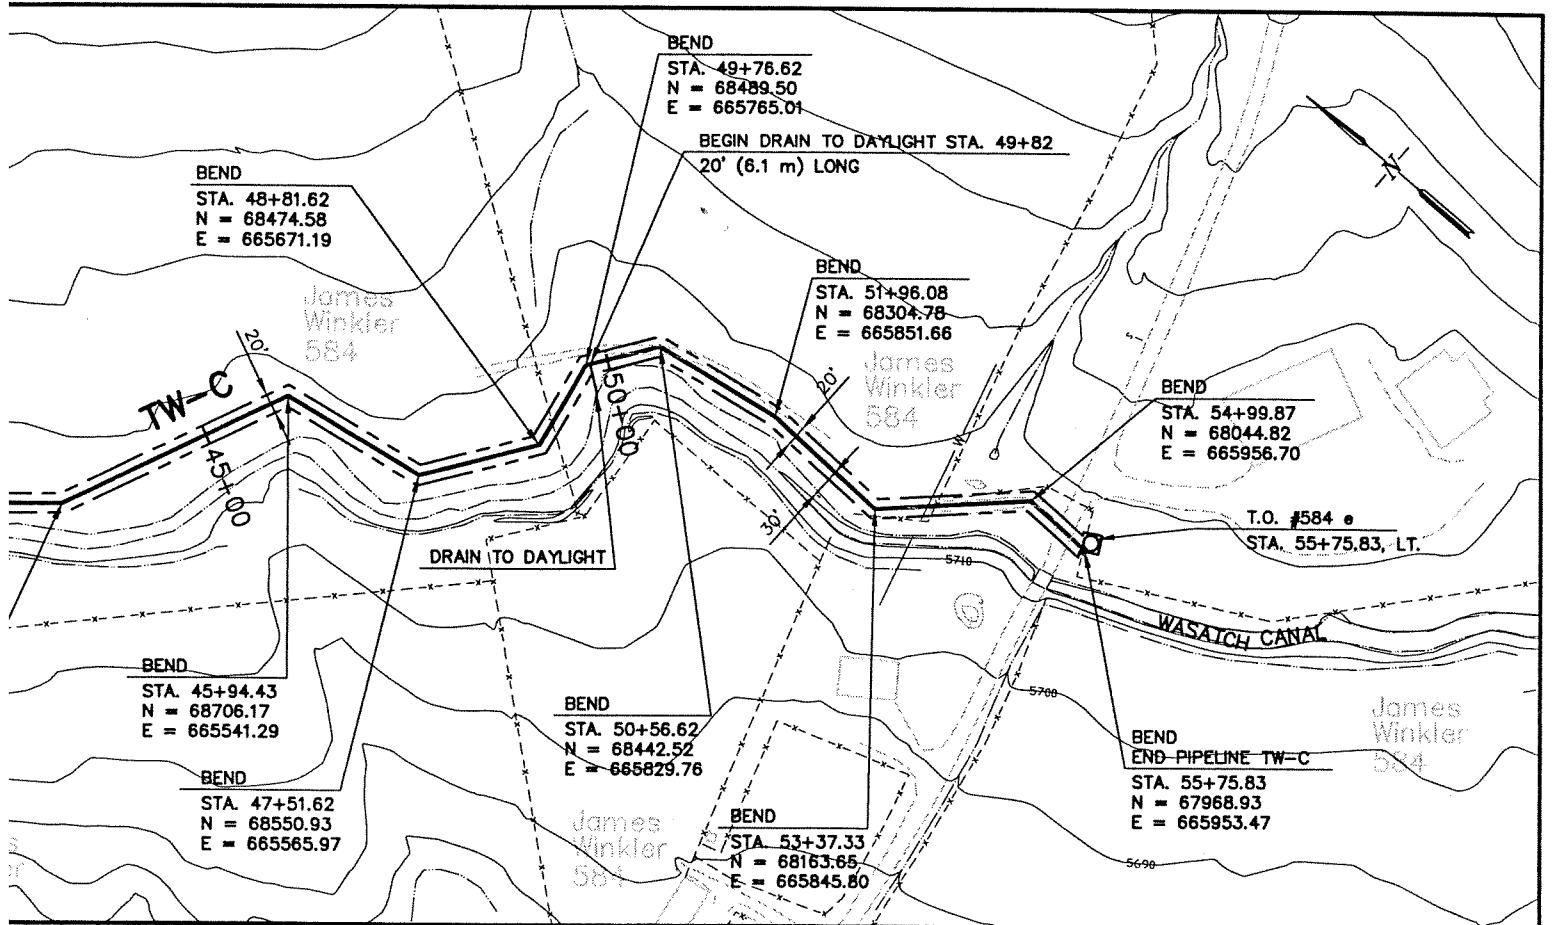 BEND
STA. 49+76.62
N = 68489.50
E = 665765.01
BEGIN DRAIN TO DAYLIGHT STA. 49+82
20' (6.1 m) LONG
-N-
BEND
STA. 48+81.62
N = 68474.58
E = 665671.19
BEND
STA. 51+96.08
N = 68304.78
E = 665851.66
James
Winkler
584
20'
TW-C
45+00
50+00
20'
30'
James
Winkler
584
BEND
STA. 54+99.87
N = 68044.82
E = 665956.70
T.O. #584 e
STA. 55+75.83, LT.
DRAIN TO DAYLIGHT
5710
WASATCH CANAL
5700
BEND
STA. 45+94.43
N = 68706.17
E = 665541.29
BEND
STA. 50+56.62
N = 68442.52
E = 665829.76
James
Winkler
584
BEND
END PIPELINE TW-C
STA. 55+75.83
N = 67968.93
E = 665953.47
BEND
STA. 47+51.62
N = 68550.93
E = 665565.97
James
Winkler
584
BEND
STA. 53+37.33
N = 68163.65
E = 665845.80
5690